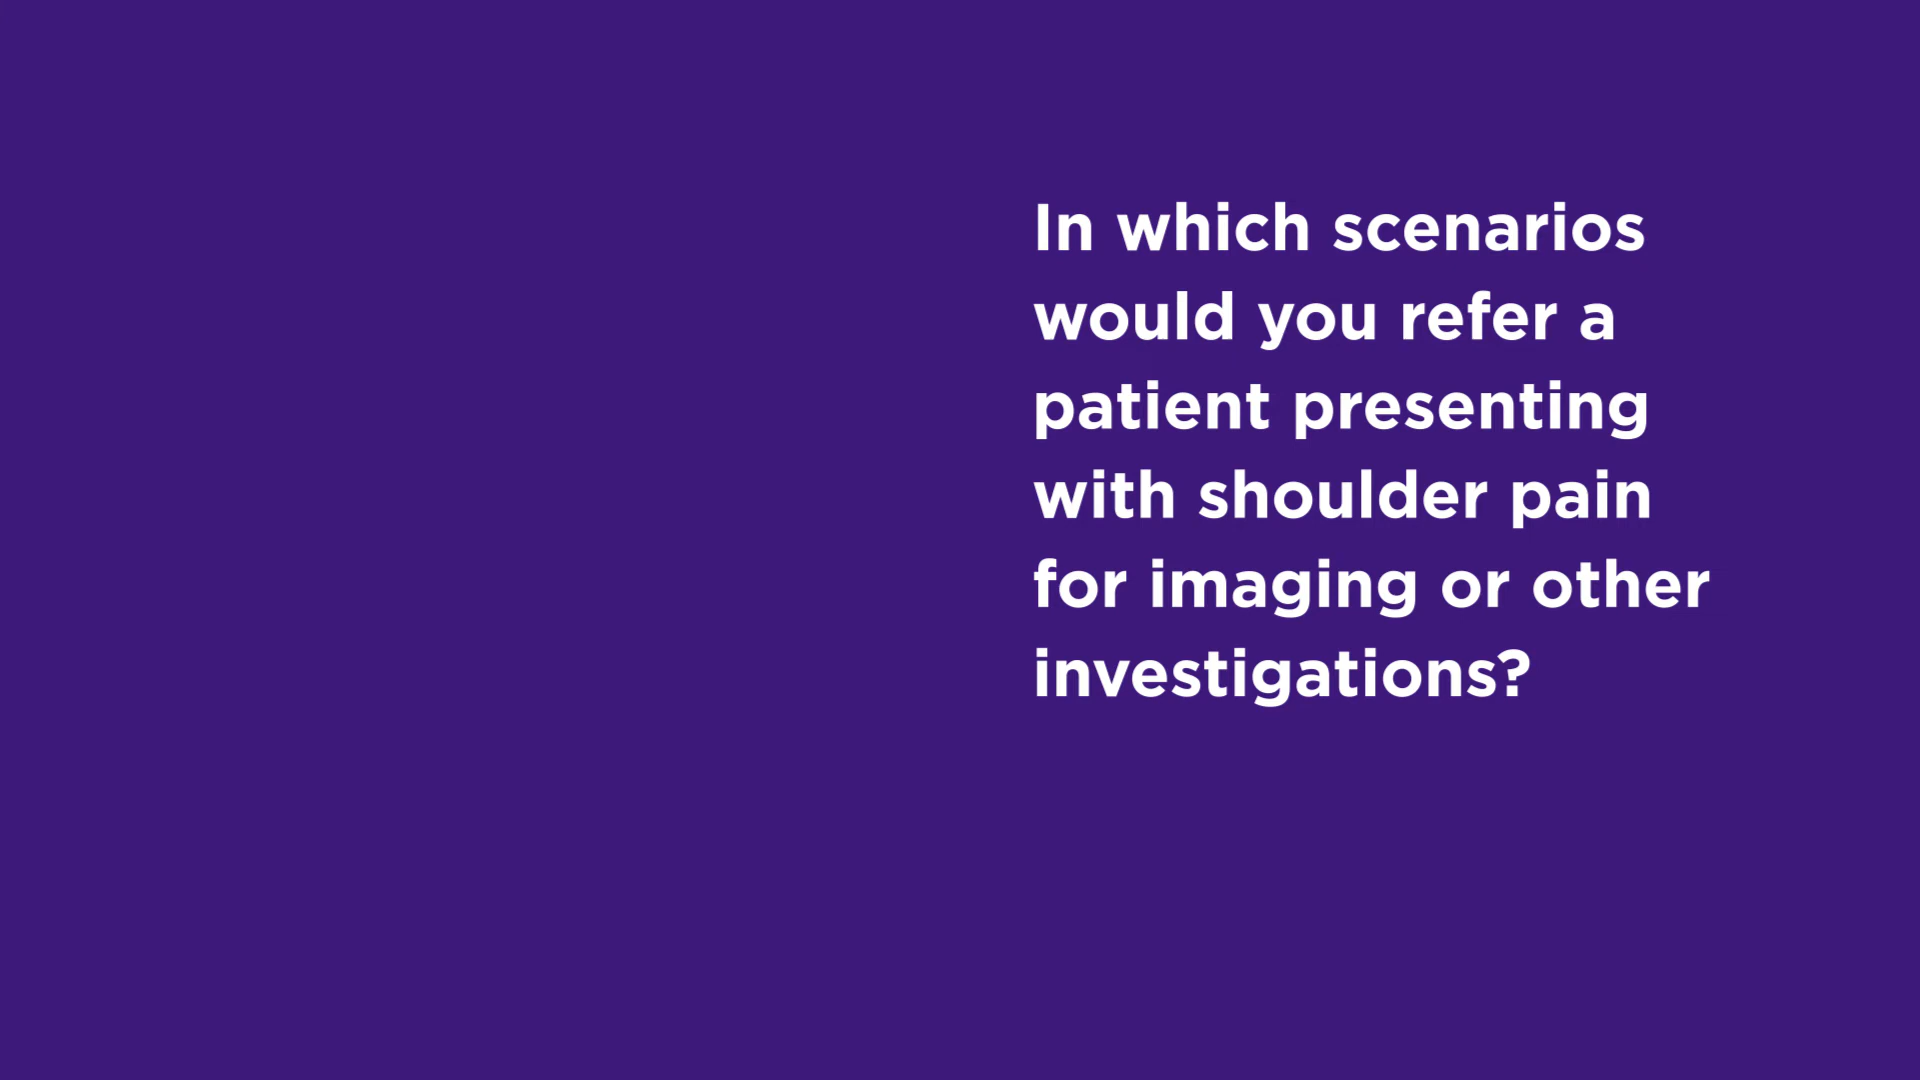 In which scenarios
would you refer a
patient presenting
with shoulder pain
for imaging or other
investigations?